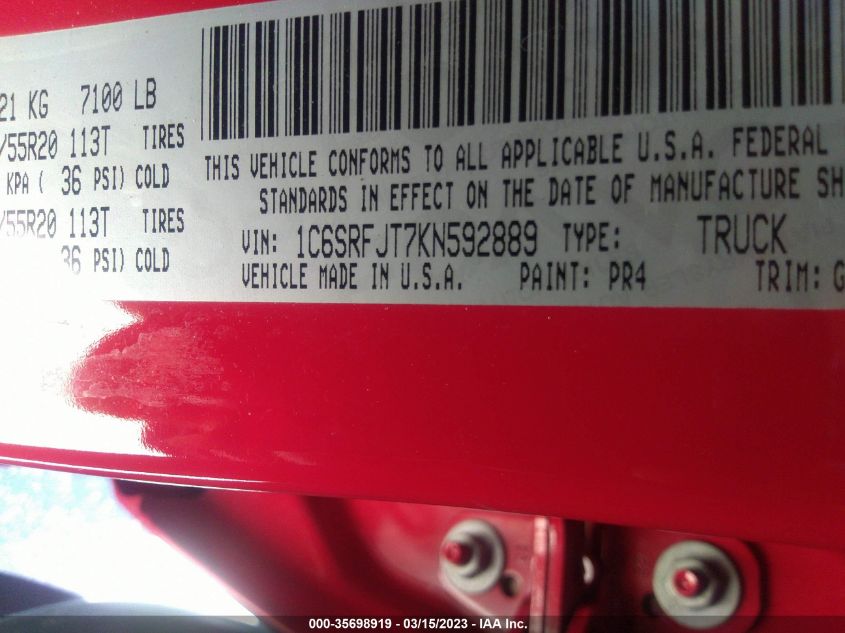 21 KG 7100 LB
/55R20 113T TIRES
KPA ( 36 PSI) COLD
/55R20 113T TIRES
36 PSI) COLD
THIS VEHICLE CONFORMS TO ALL APPLICABLE U.S.A. FEDERAL
STANDARDS IN EFFECT ON THE DATE OF MANUFACTURE SH
VIN: 1C6SRFJT7KN592889 TYPE: TRUCK
VEHICLE MADE IN U.S.A. PAINT: PR4 TRIM: G
000-35698919 - 03/15/2023 - IAA Inc.